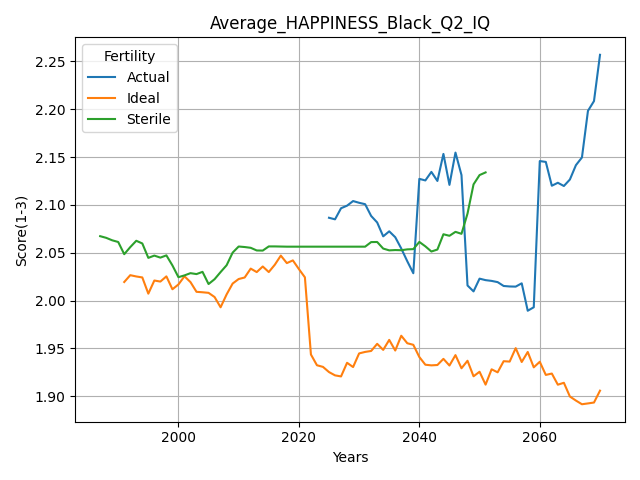 Average_HAPPINESS_Black_Q2_IQ
Fertility
Actual
Ideal
Sterile
Score(1-3)
2.25
2.20
2.15
2.10
2.05
2.00
1.95
1.90
2000
2020
2040
2060
Years